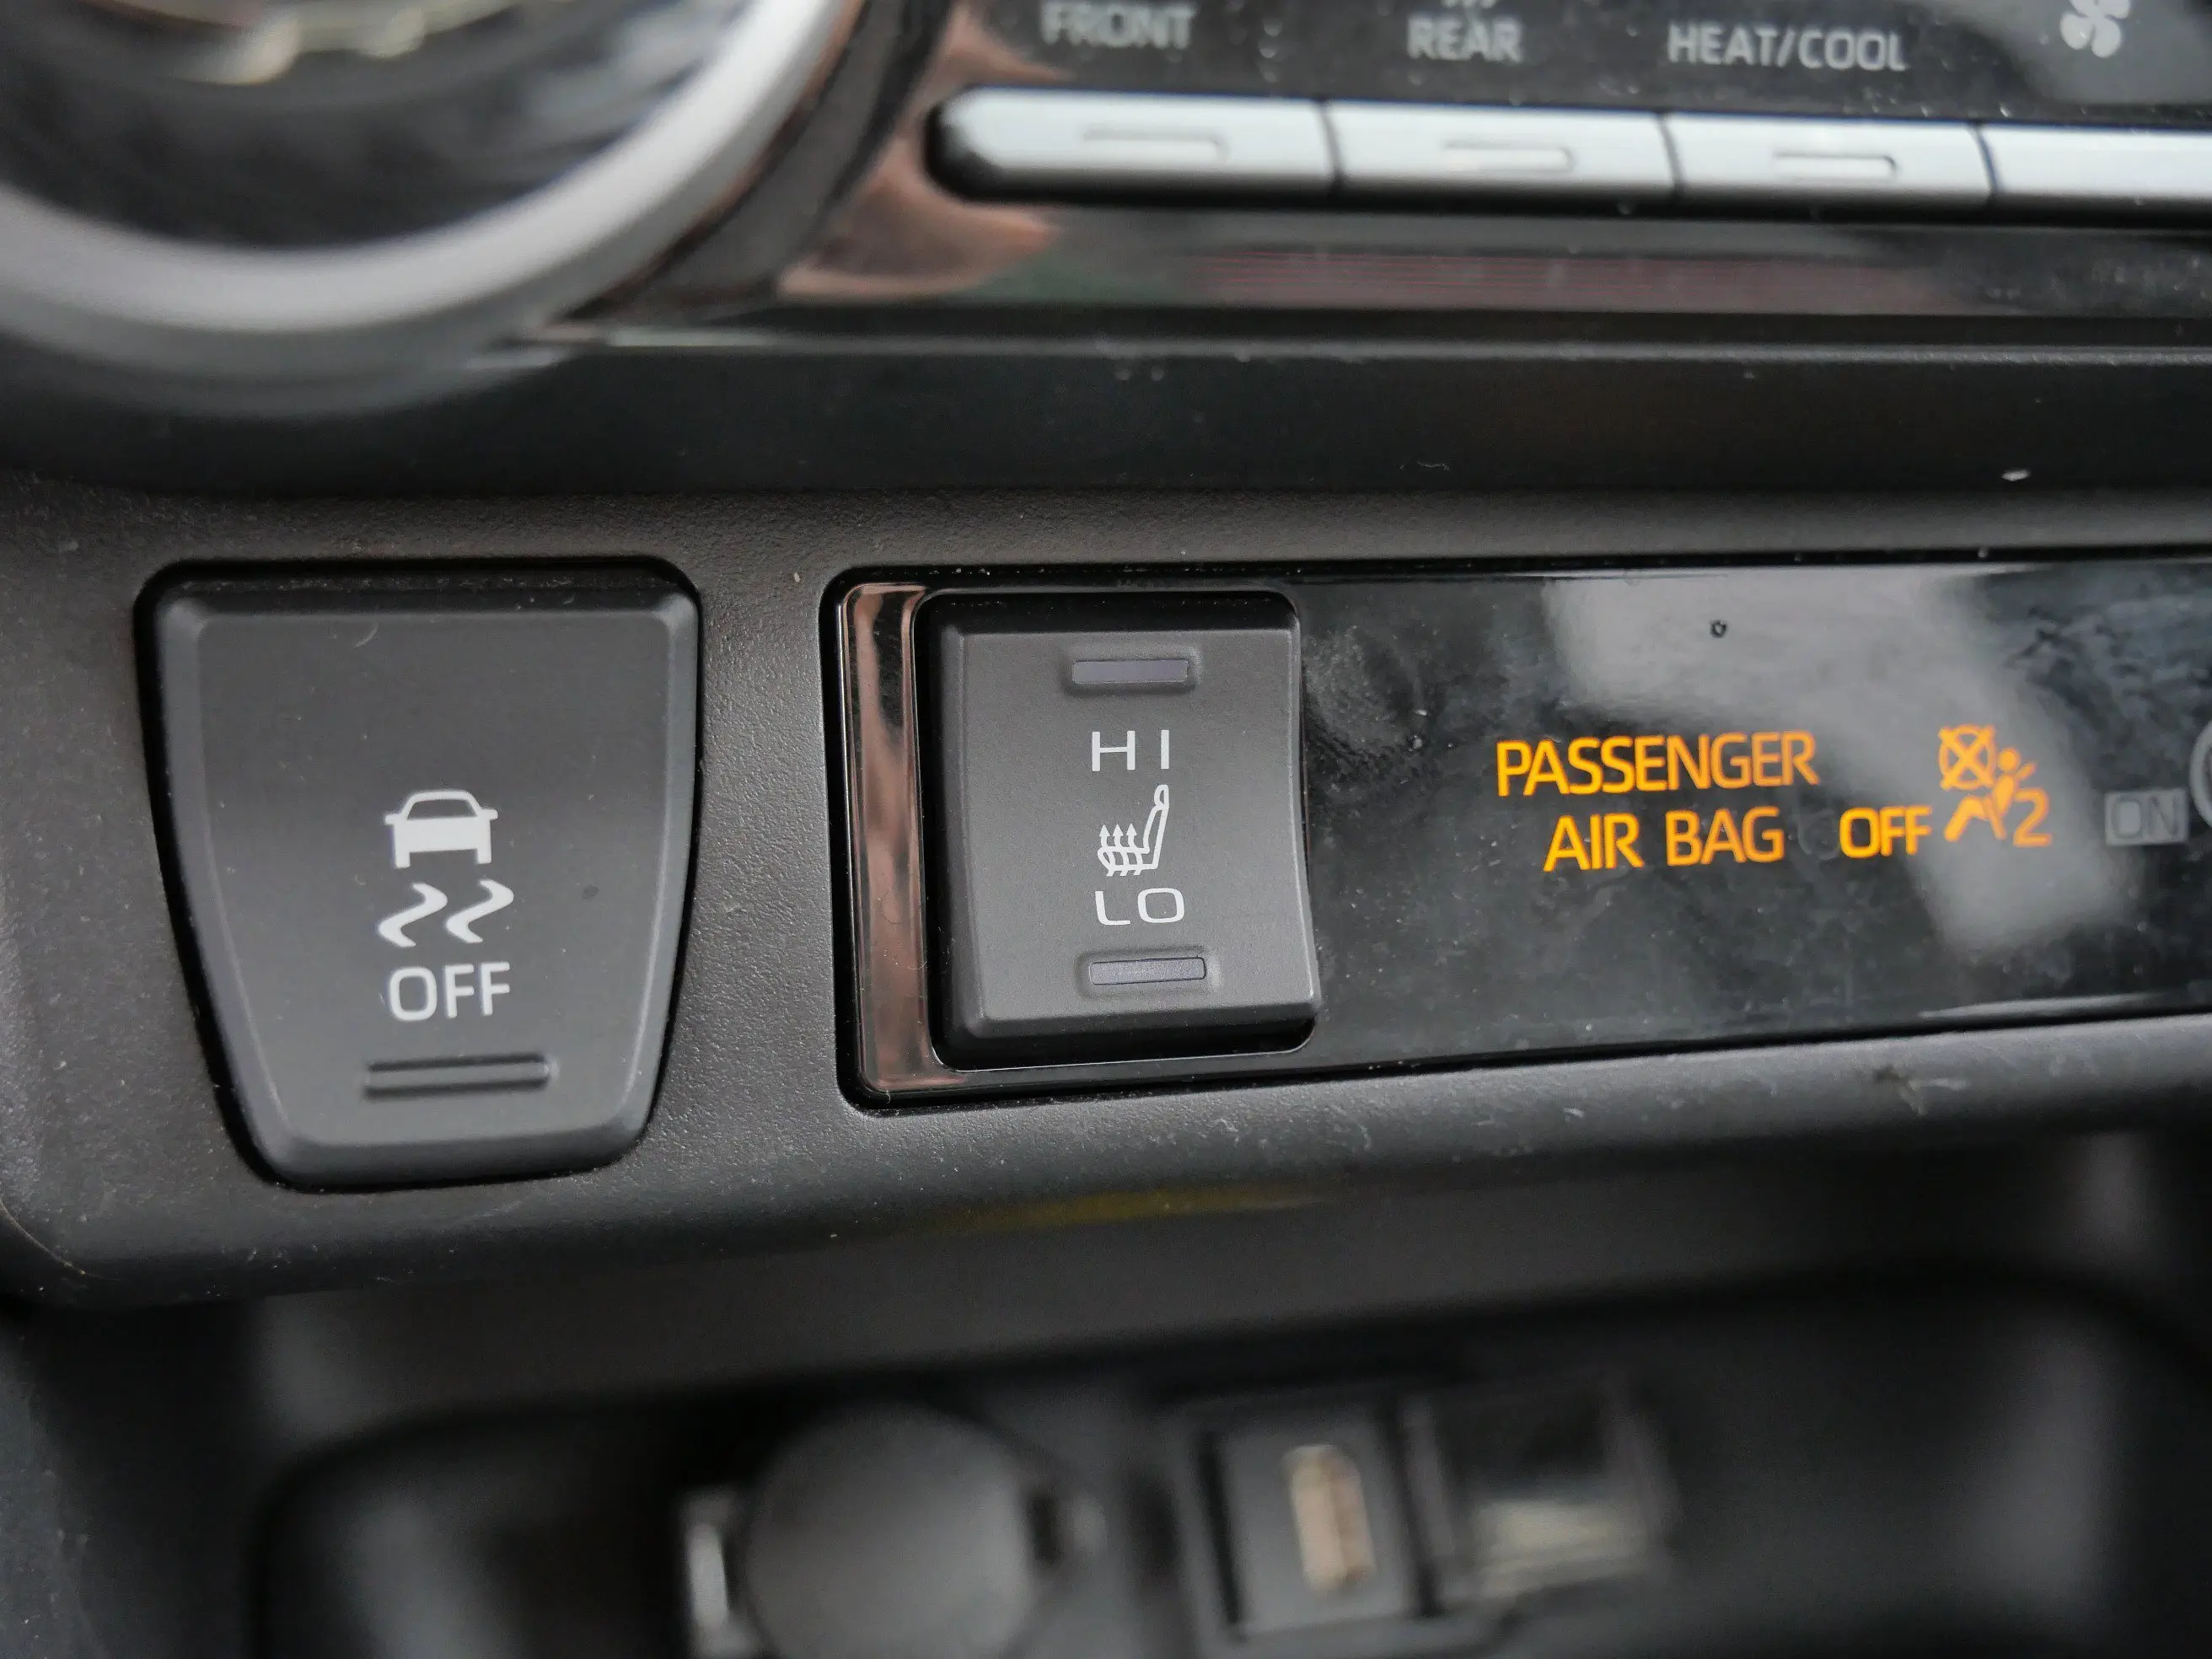 FRONT REAR HEAT/COOL
HI
LO
OFF
PASSENGER
AIR BAG OFF 2 ON